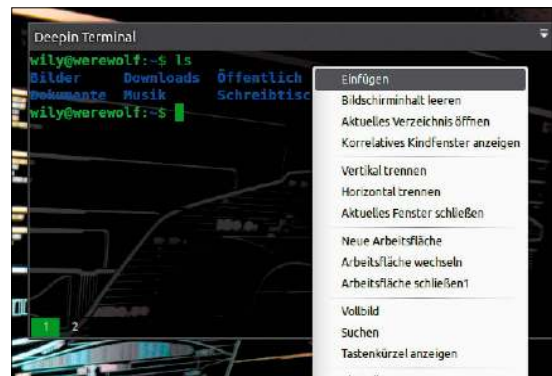 Deepin Terminal
wily@werewolf:~$ ls
Bilder Downloads Öffentlich
Dokumente Musik Schreibtisc
wily@werewolf:~$
1 2
Einfügen
Bildschirminhalt leeren
Aktuelles Verzeichnis öffnen
Korrelatives Kindfenster anzeigen
Vertikal trennen
Horizontal trennen
Aktuelles Fenster schließen
Neue Arbeitsfläche
Arbeitsfläche wechseln
Arbeitsfläche schließen1
Vollbild
Suchen
Tastenkürzel anzeigen